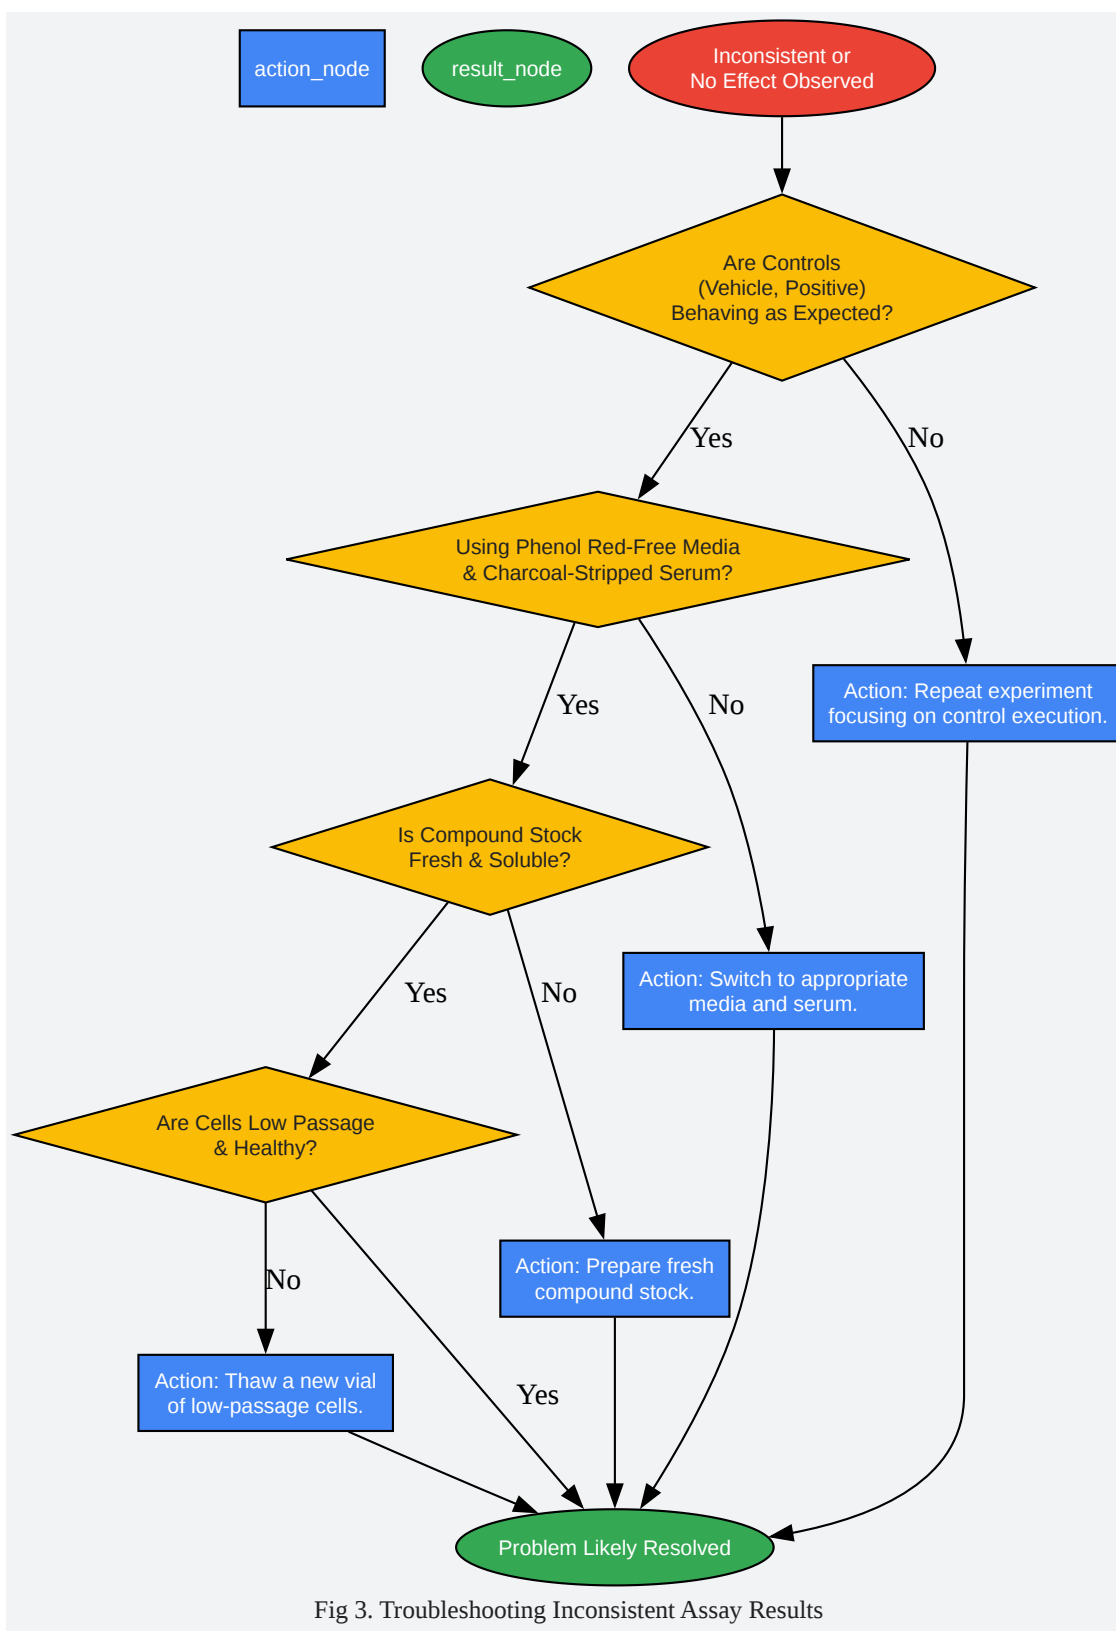 action_node
result_node
Inconsistent or
No Effect Observed
Are Controls
(Vehicle, Positive)
Behaving as Expected?
Yes
No
Using Phenol Red-Free Media
& Charcoal-Stripped Serum?
Yes
No
Action: Repeat experiment
focusing on control execution.
Is Compound Stock
Fresh & Soluble?
Yes
No
Action: Switch to appropriate
media and serum.
Are Cells Low Passage
& Healthy?
No
Yes
Action: Prepare fresh
compound stock.
Action: Thaw a new vial
of low-passage cells.
Problem Likely Resolved
Fig 3. Troubleshooting Inconsistent Assay Results